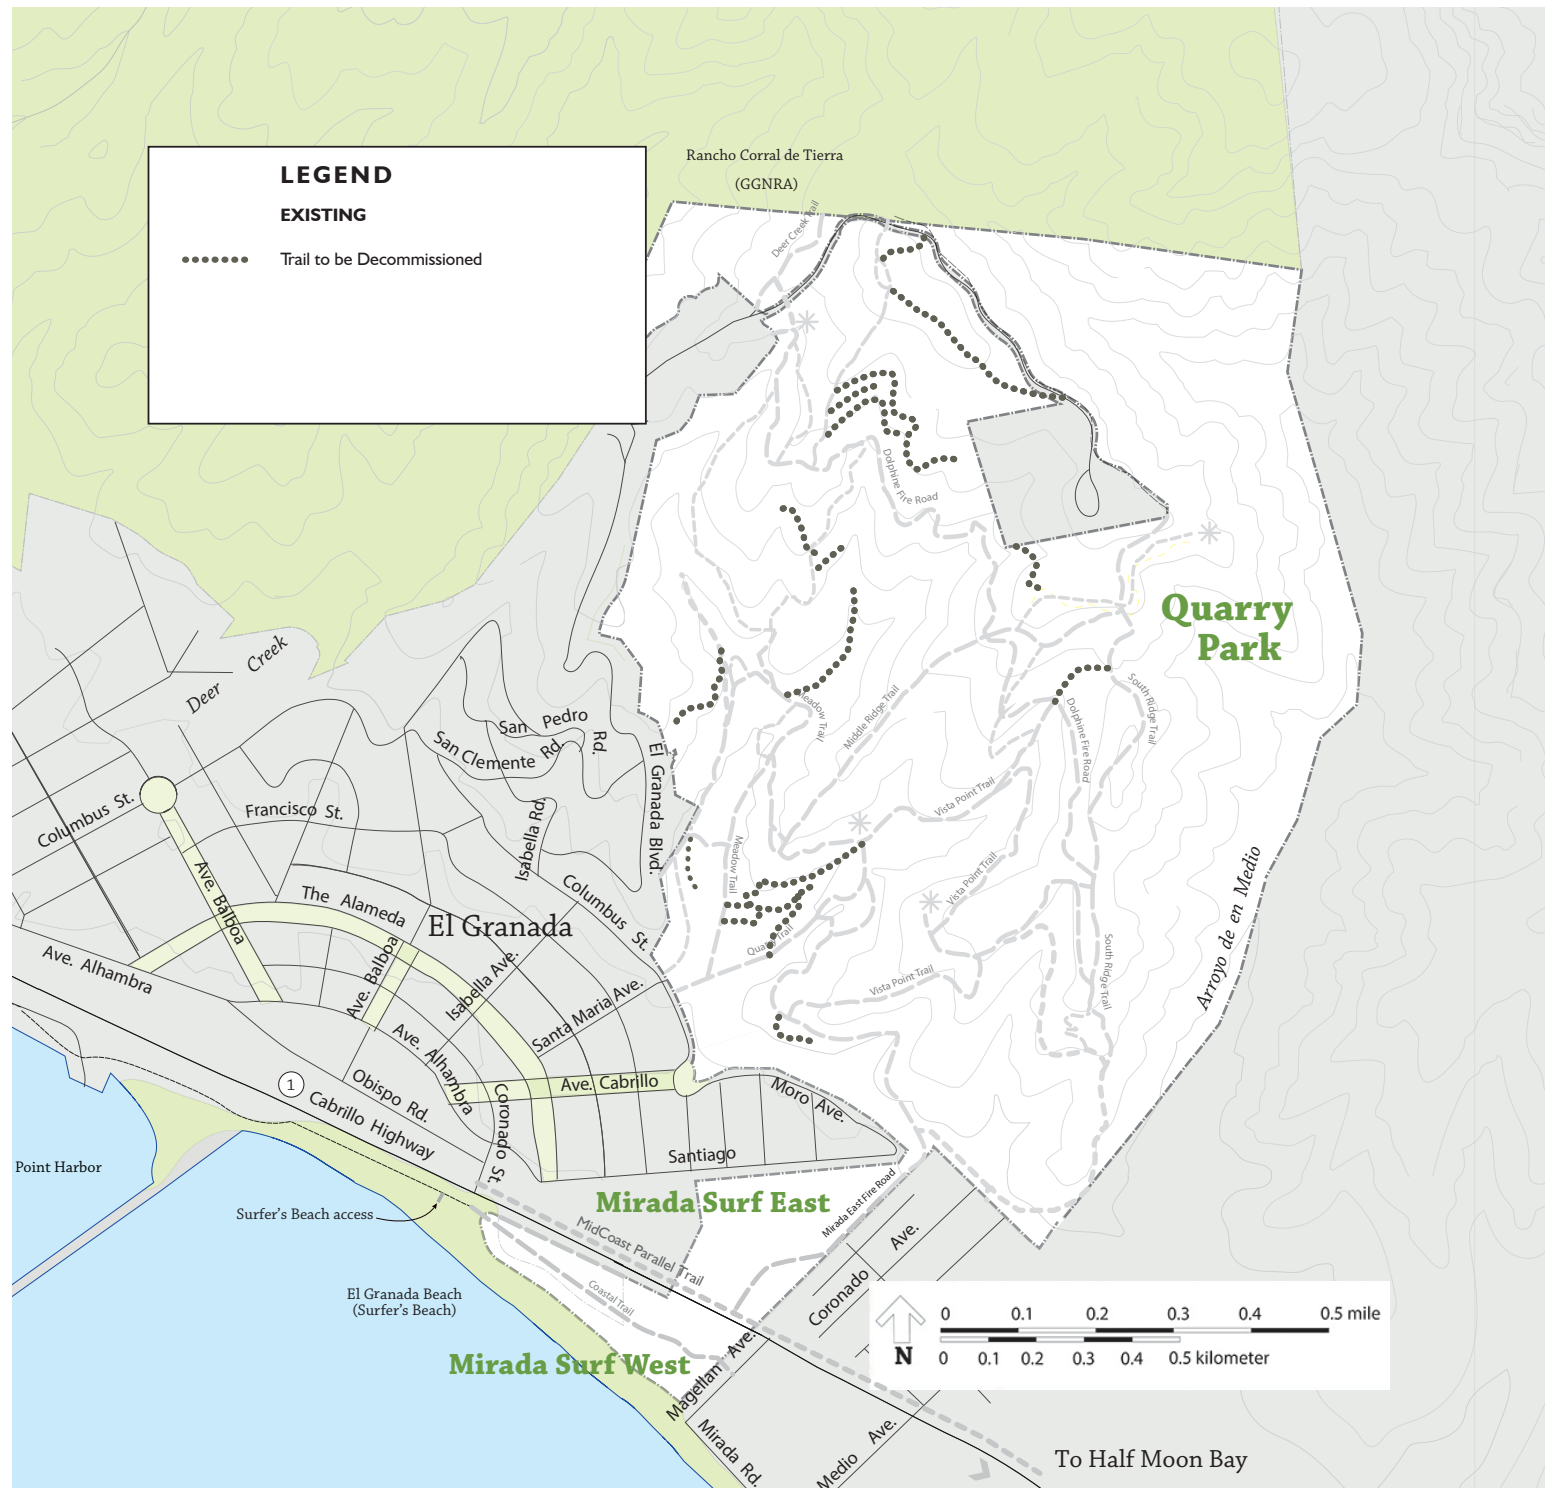 LEGEND
EXISTING
Trail to be Decommissioned
Rancho Corral de Tierra
(GGNRA)
Deer Creek Trail
Dolphine Fire Road
Quarry
Park
Deer Creek
San Pedro Rd.
San Clemente Rd.
El Granada Blvd.
Meadow Trail
Middle Ridge Trail
Dolphine Fire Road
South Ridge Trail
Columbus St.
Francisco St.
Isabella Rd.
Vista Point Trail
Meadow Trail
Ave. Balboa
The Alameda
Columbus St.
El Granada
Vista Point Trail
Arroyo de en Medio
Ave. Alhambra
Ave. Balboa
Isabella Ave.
Santa Maria Ave.
Quarry Trail
Vista Point Trail
South Ridge Trail
Ave. Alhambra
Ave. Cabrillo
Moro Ave.
1
Obispo Rd.
Cabrillo Highway
Coronado St.
Santiago
Point Harbor
Mirada Surf East
Mirada East Fire Road
Surfer's Beach access
MidCoast Parallel Trail
Coastal Trail
El Granada Beach
(Surfer's Beach)
Coronado Ave.
Mirada Surf West
Magellan Ave.
Mirada Rd.
Medio Ave.
0 0.1 0.2 0.3 0.4 0.5 mile
N 0 0.1 0.2 0.3 0.4 0.5 kilometer
To Half Moon Bay